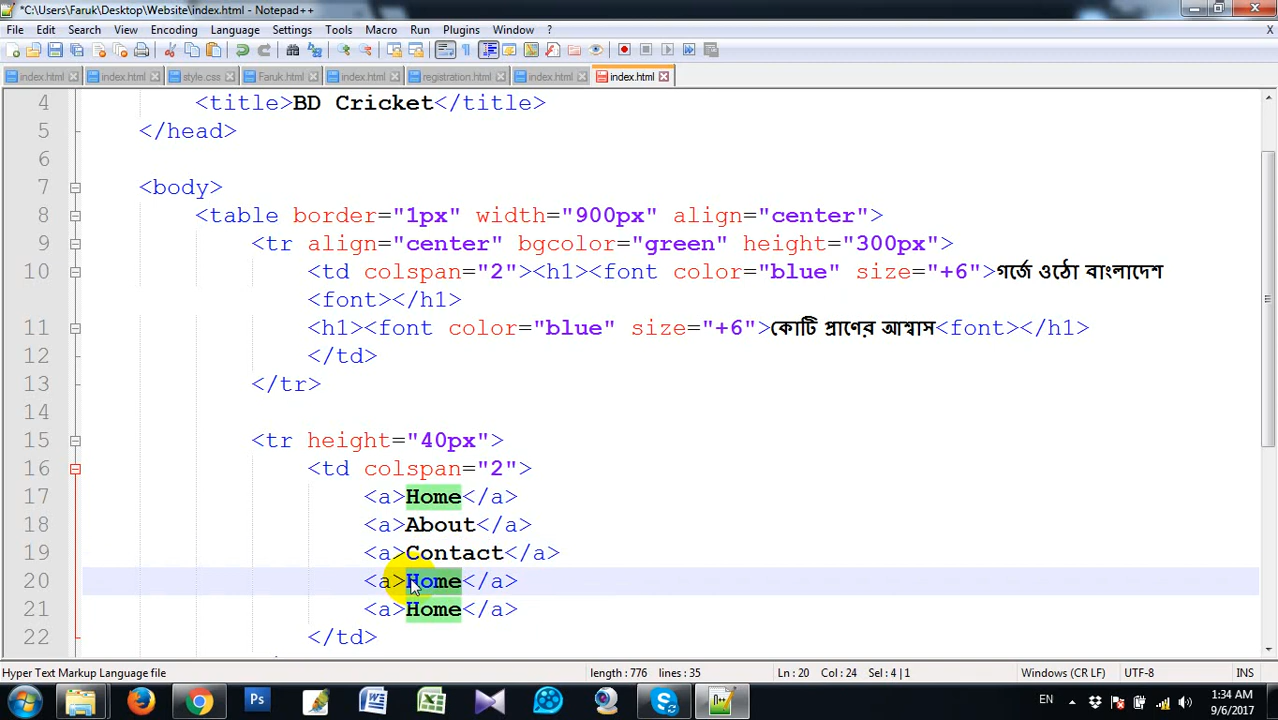 *C:\Users\Faruk\Desktop\Website\index.html - Notepad++
File Edit Search View Encoding Language Settings Tools Macro Run Plugins Window ? X
index.html index.html style.css Faruk.html index.html registration.html index.html index.html
4 <title>BD Cricket</title>
5 </head>
6
7 <body>
8 <table border="1px" width="900px" align="center">
9 <tr align="center" bgcolor="green" height="300px">
10 <td colspan="2"><h1><font color="blue" size="+6">গর্জে ওঠো বাংলাদেশ
<font></h1>
11 <h1><font color="blue" size="+6">কোটি প্রাণের আশ্বাস<font></h1>
12 </td>
13 </tr>
14
15 <tr height="40px">
16 <td colspan="2">
17 <a>Home</a>
18 <a>About</a>
19 <a>Contact</a>
20 <a>Home</a>
21 <a>Home</a>
22 </td>
Hyper Text Markup Language file length : 776 lines : 35 Ln : 20 Col : 24 Sel : 4 | 1 Windows (CR LF) UTF-8 INS
EN 1:34 AM
9/6/2017